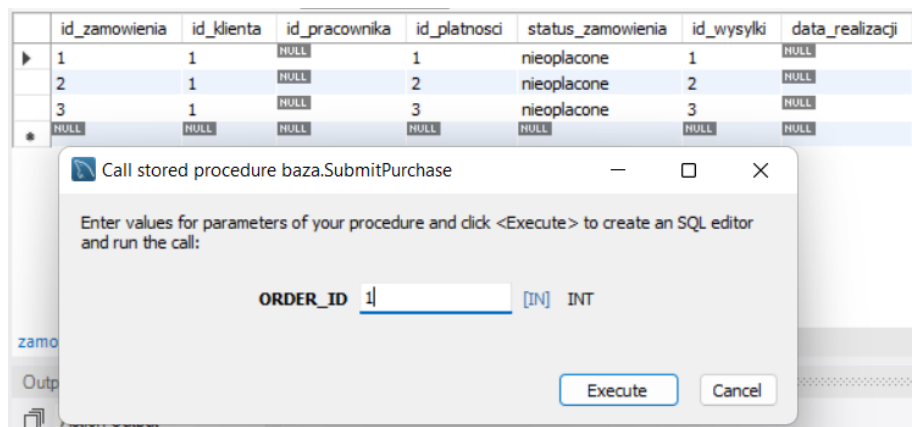 id_zamowienia id_klienta id_pracownika id_platnosci status_zamowienia id_wysylki data_realizacji
1 1 NULL 1 nieoplacone 1 NULL
2 1 NULL 2 nieoplacone 2 NULL
3 1 NULL 3 nieoplacone 3 NULL
NULL NULL NULL NULL NULL NULL NULL
Call stored procedure baza.SubmitPurchase
Enter values for parameters of your procedure and click <Execute> to create an SQL editor
and run the call:
ORDER_ID 1 [IN] INT
zamo
Outp
Execute Cancel